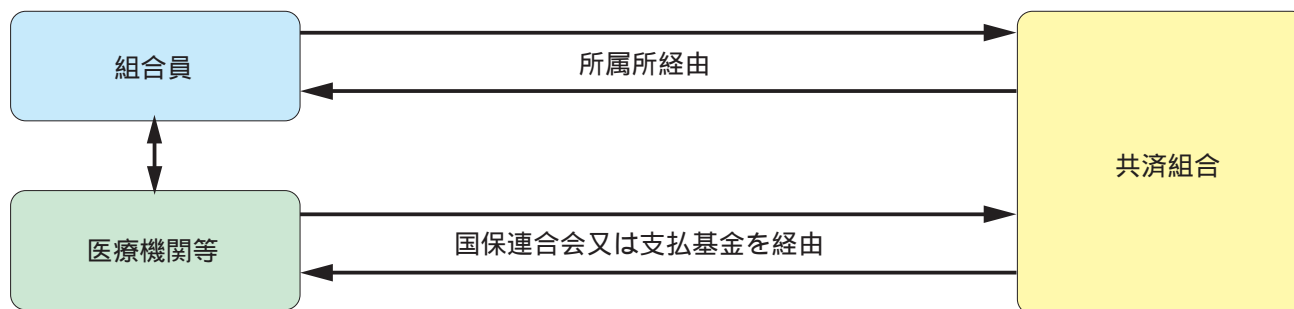 組合員
所属所経由
共済組合
医療機関等
国保連合会又は支払基金を経由